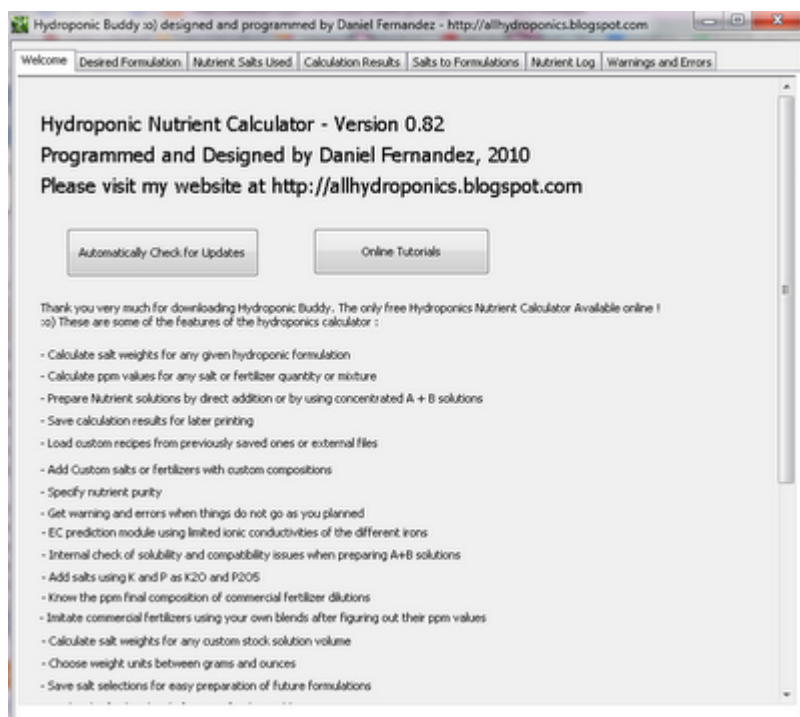 Hydroponic Buddy :o) designed and programmed by Daniel Fernandez - http://allhydroponics.blogspot.com
Welcome Desired Formulation Nutrient Salts Used Calculation Results Salts to Formulations Nutrient Log Warnings and Errors
Hydroponic Nutrient Calculator - Version 0.82
Programmed and Designed by Daniel Fernandez, 2010
Please visit my website at http://allhydroponics.blogspot.com
Automatically Check for Updates Online Tutorials
Thank you very much for downloading Hydroponic Buddy. The only free Hydroponics Nutrient Calculator Available online !
:o) These are some of the features of the hydroponics calculator :
- Calculate salt weights for any given hydroponic formulation
- Calculate ppm values for any salt or fertilizer quantity or mixture
- Prepare Nutrient solutions by direct addition or by using concentrated A + B solutions
- Save calculation results for later printing
- Load custom recipes from previously saved ones or external files
- Add Custom salts or fertilizers with custom compositions
- Specify nutrient purity
- Get warning and errors when things do not go as you planned
- EC prediction module using limited ionic conductivities of the different irons
- Internal check of solubility and compatibility issues when preparing A+B solutions
- Add salts using K and P as K2O and P2O5
- Know the ppm final composition of commercial fertilizer dilutions
- Imitate commercial fertilizers using your own blends after figuring out their ppm values
- Calculate salt weights for any custom stock solution volume
- Choose weight units between grams and ounces
- Save salt selections for easy preparation of future formulations